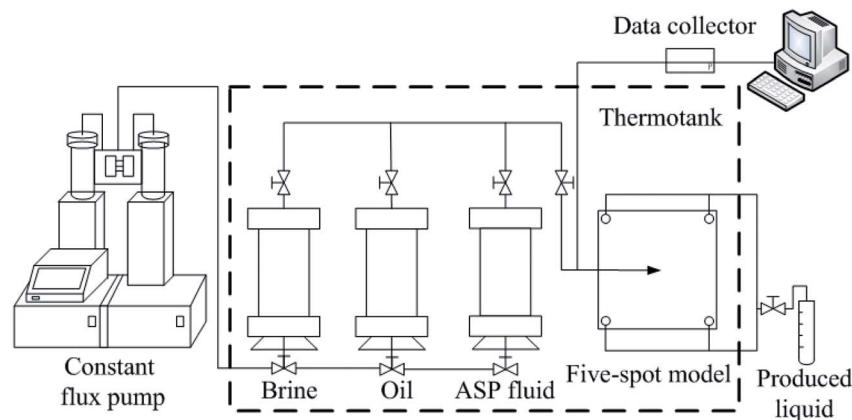 Data collector
P
Thermotank
Constant
flux pump
Brine
Oil
ASP fluid
Five-spot model
Produced
liquid